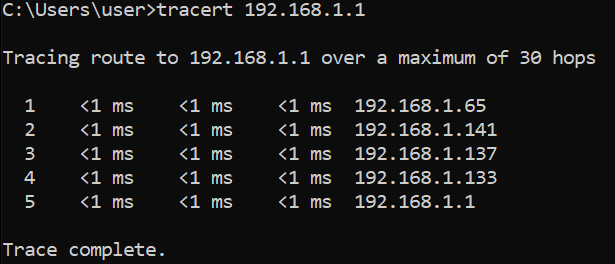 C:\Users\user>tracert 192.168.1.1
Tracing route to 192.168.1.1 over a maximum of 30 hops
1 <1 ms <1 ms <1 ms 192.168.1.65
2 <1 ms <1 ms <1 ms 192.168.1.141
3 <1 ms <1 ms <1 ms 192.168.1.137
4 <1 ms <1 ms <1 ms 192.168.1.133
5 <1 ms <1 ms <1 ms 192.168.1.1
Trace complete.